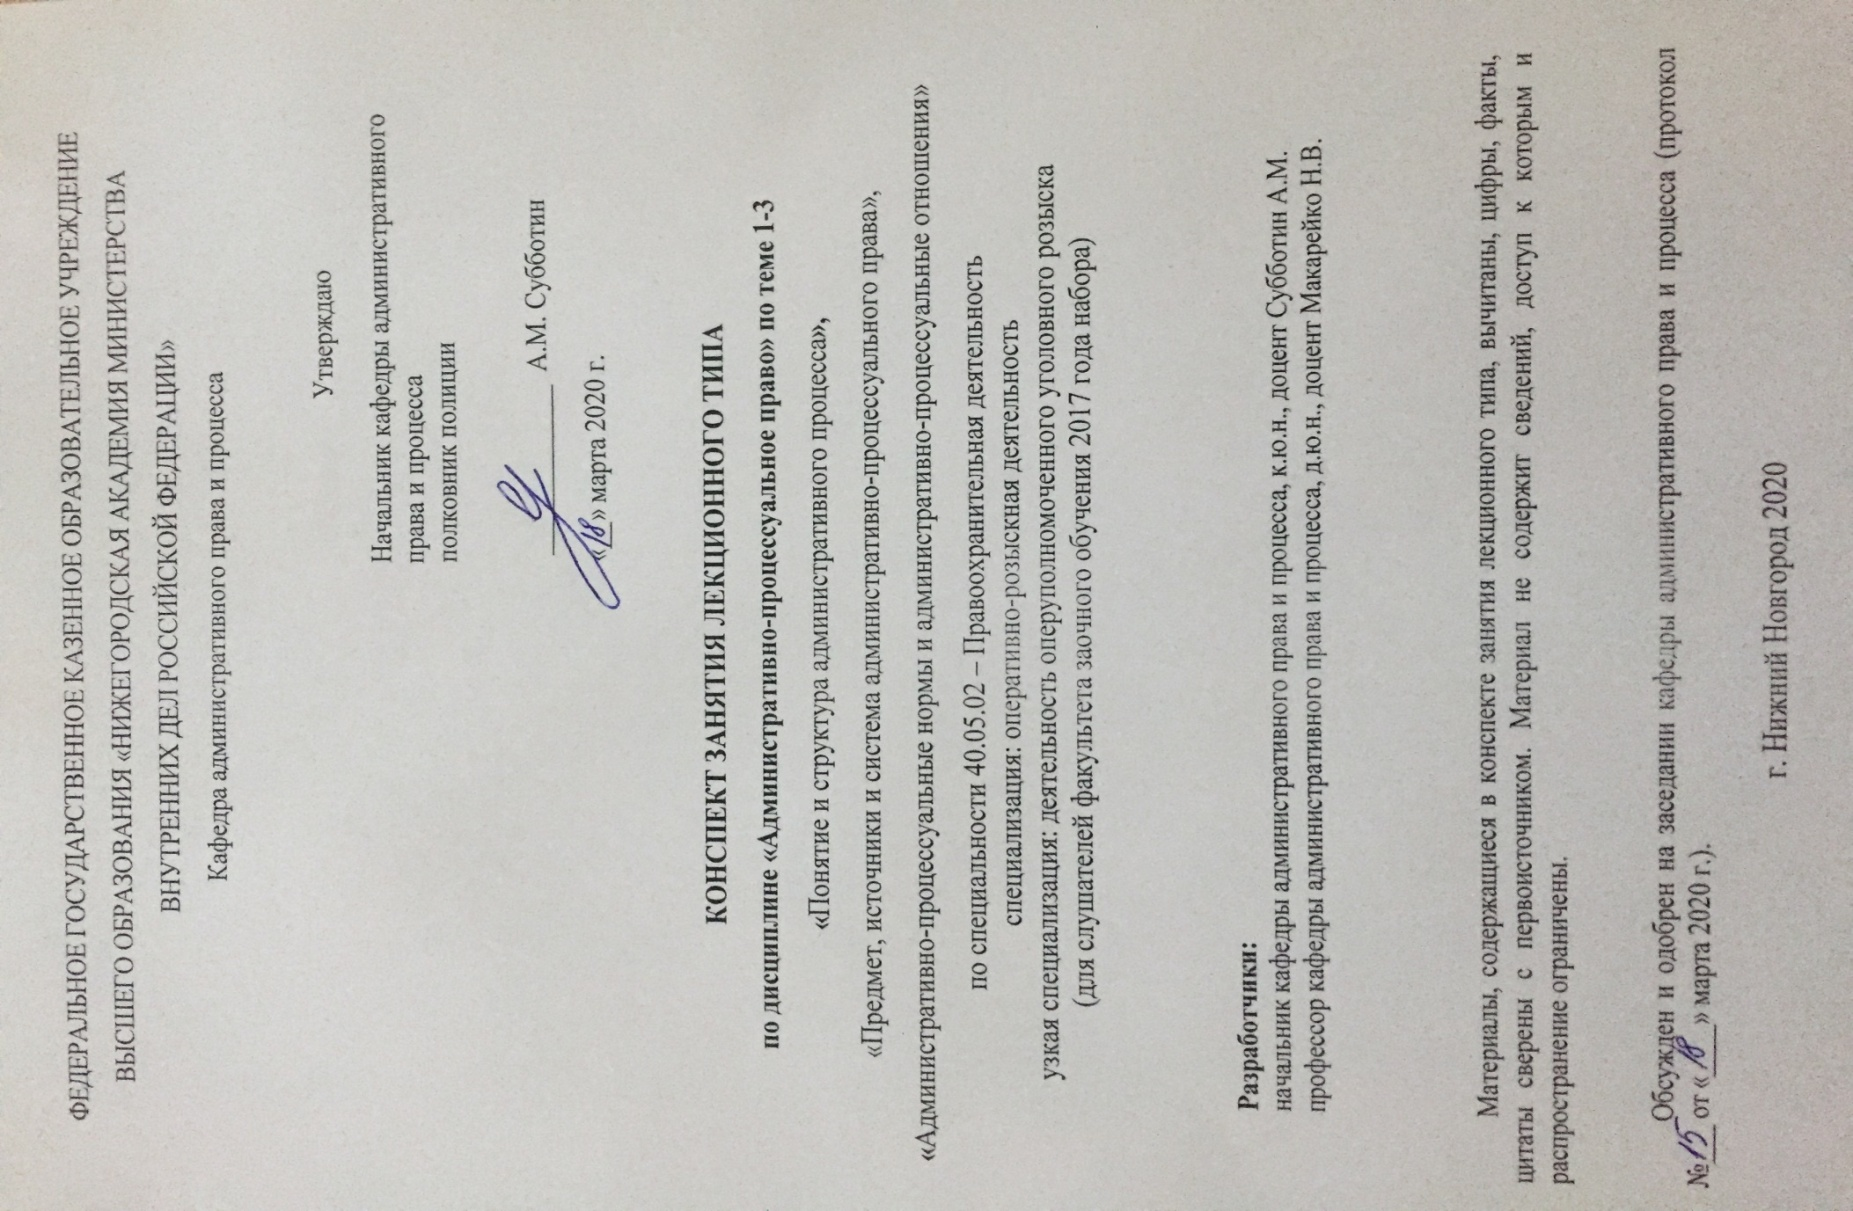 ФЕДЕРАЛЬНОЕ ГОСУДАРСТВЕННОЕ КАЗЕННОЕ ОБРАЗОВАТЕЛЬНОЕ УЧРЕЖДЕНИЕ
ВЫСШЕГО ОБРАЗОВАНИЯ «НИЖЕГОРОДСКАЯ АКАДЕМИЯ МИНИСТЕРСТВА
ВНУТРЕННИХ ДЕЛ РОССИЙСКОЙ ФЕДЕРАЦИИ»
Кафедра административного права и процесса
Утверждаю
Начальник кафедры административного
права и процесса
полковник полиции
А.М. Субботин
«18» марта 2020 г.
КОНСПЕКТ ЗАНЯТИЯ ЛЕКЦИОННОГО ТИПА
по дисциплине «Административно-процессуальное право» по теме 1-3
«Понятие и структура административного процесса»,
«Предмет, источники и система административно-процессуального права»,
«Административно-процессуальные нормы и административно-процессуальные отношения»
по специальности 40.05.02 – Правоохранительная деятельность
специализация: оперативно-розыскная деятельность
узкая специализация: деятельность оперуполномоченного уголовного розыска
(для слушателей факультета заочного обучения 2017 года набора)
Разработчики:
начальник кафедры административного права и процесса, к.ю.н., доцент Субботин А.М.
профессор кафедры административного права и процесса, д.ю.н., доцент Макарейко Н.В.
Материалы, содержащиеся в конспекте занятия лекционного типа, вычитаны, цифры, факты,
цитаты сверены с первоисточником. Материал не содержит сведений, доступ к которым и
распространение ограничены.
Обсужден и одобрен на заседании кафедры административного права и процесса (протокол
№ 15 от « 18 » марта 2020 г.).
г. Нижний Новгород 2020